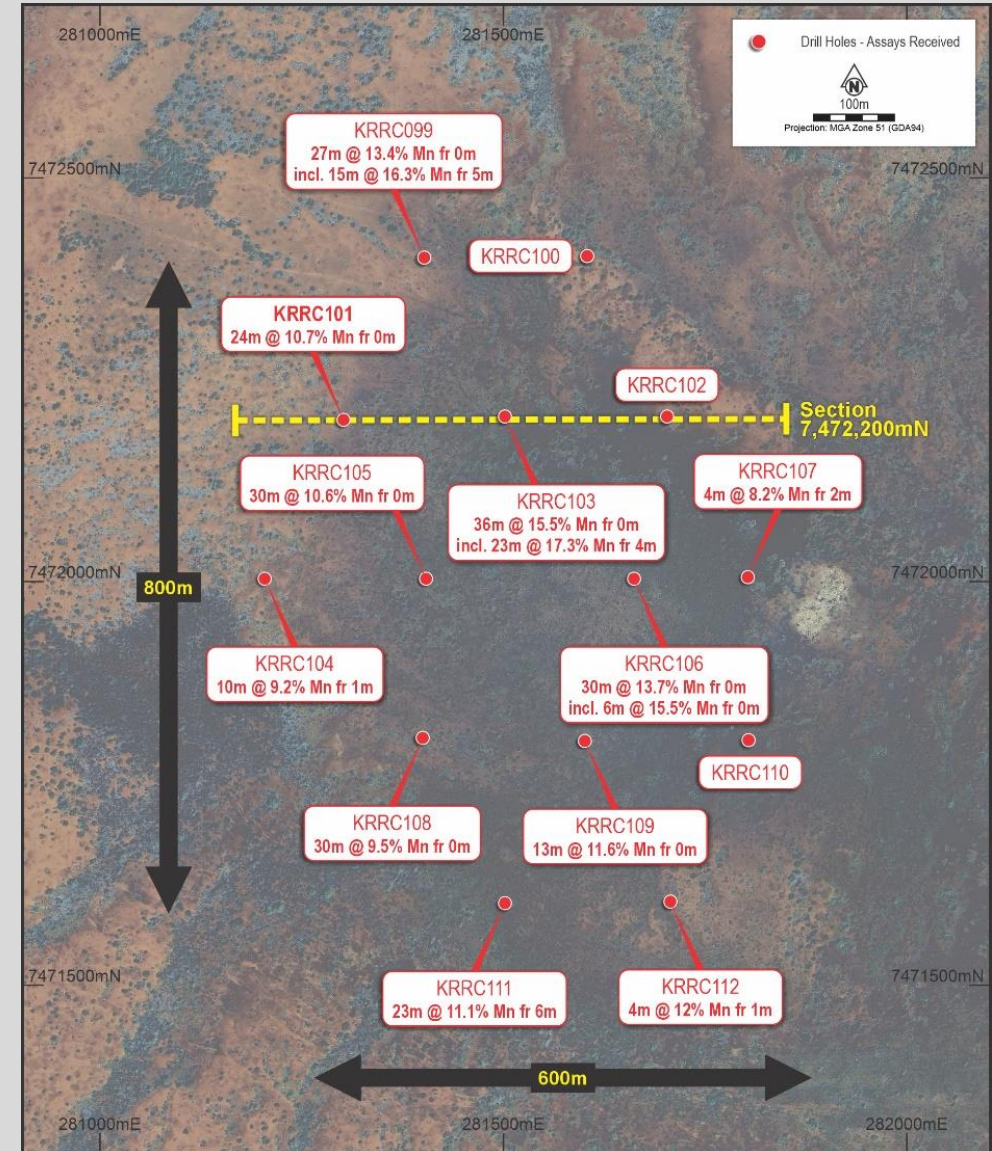 281000mE
281500mE
Drill Holes - Assays Received
N
100m
Projection: MGA Zone 51 (GDA94)
KRRC099
27m @ 13.4% Mn fr 0m
incl. 15m @ 16.3% Mn fr 5m
7472500mN
7472500mN
KRRC100
KRRC101
24m @ 10.7% Mn fr 0m
KRRC102
Section
7,472,200mN
KRRC105
30m @ 10.6% Mn fr 0m
KRRC103
36m @ 15.5% Mn fr 0m
incl. 23m @ 17.3% Mn fr 4m
KRRC107
4m @ 8.2% Mn fr 2m
7472000mN
7472000mN
800m
KRRC104
10m @ 9.2% Mn fr 1m
KRRC106
30m @ 13.7% Mn fr 0m
incl. 6m @ 15.5% Mn fr 0m
KRRC110
KRRC108
30m @ 9.5% Mn fr 0m
KRRC109
13m @ 11.6% Mn fr 0m
7471500mN
7471500mN
KRRC111
23m @ 11.1% Mn fr 6m
KRRC112
4m @ 12% Mn fr 1m
600m
281000mE
281500mE
282000mE